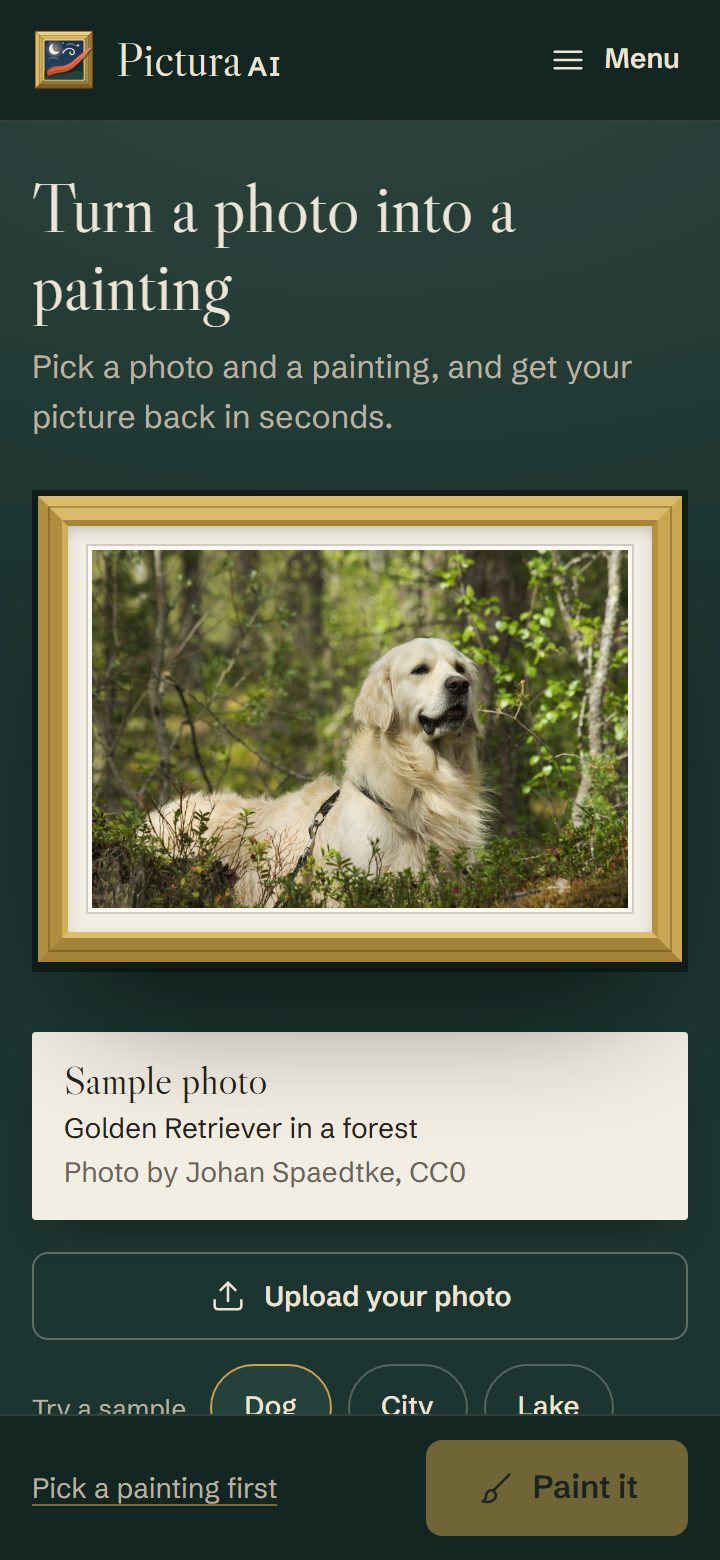 Pictura AI
Menu
Turn a photo into a
painting
Pick a photo and a painting, and get your
picture back in seconds.
Sample photo
Golden Retriever in a forest
Photo by Johan Spaedtke, CC0
Upload your photo
Try a sample
Dog
City
Lake
Pick a painting first
Paint it